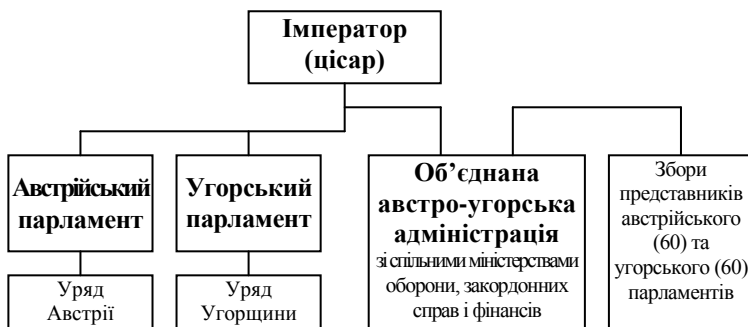 Імператор
(цісар)
Австрійський
парламент
Угорський
парламент
Об’єднана
австро-угорська
адміністрація
зі спільними міністерствами
оборони, закордонних
справ і фінансів
Збори
представників
австрійського
(60) та
угорського (60)
парламентів
Уряд
Австрії
Уряд
Угорщини